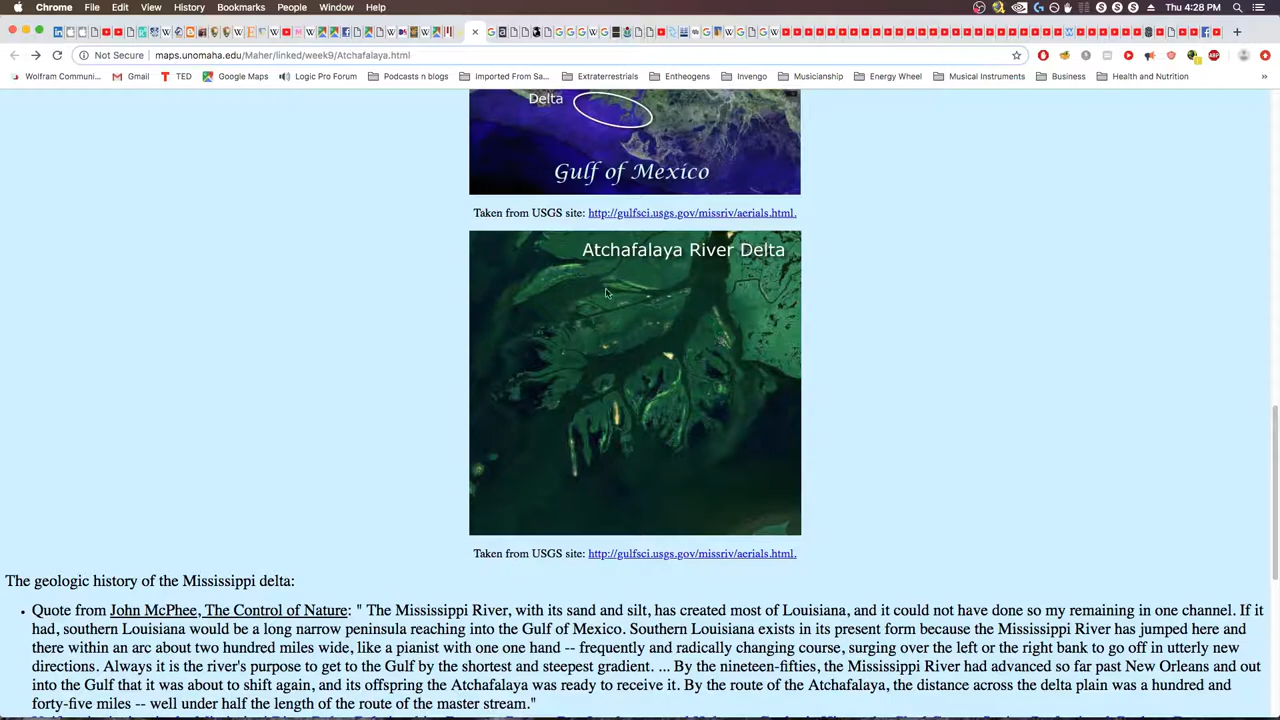 Chrome File Edit View History Bookmarks People Window Help
Thu 4:28 PM
Not Secure maps.unomaha.edu/Maher/linked/week9/Atchafalaya.html
Wolfram Communi... Gmail TED Google Maps Logic Pro Forum Podcasts n blogs Imported From Sa... Extraterrestrials Entheogens Invengo Musicianship Energy Wheel Musical Instruments Business Health and Nutrition
Delta
Gulf of Mexico
Taken from USGS site: http://gulfsci.usgs.gov/missriv/aerials.html.
Atchafalaya River Delta
Taken from USGS site: http://gulfsci.usgs.gov/missriv/aerials.html.
The geologic history of the Mississippi delta:
• Quote from John McPhee, The Control of Nature: " The Mississippi River, with its sand and silt, has created most of Louisiana, and it could not have done so my remaining in one channel. If it
had, southern Louisiana would be a long narrow peninsula reaching into the Gulf of Mexico. Southern Louisiana exists in its present form because the Mississippi River has jumped here and
there within an arc about two hundred miles wide, like a pianist with one one hand -- frequently and radically changing course, surging over the left or the right bank to go off in utterly new
directions. Always it is the river's purpose to get to the Gulf by the shortest and steepest gradient. ... By the nineteen-fifties, the Mississippi River had advanced so far past New Orleans and out
into the Gulf that it was about to shift again, and its offspring the Atchafalaya was ready to receive it. By the route of the Atchafalaya, the distance across the delta plain was a hundred and
forty-five miles -- well under half the length of the route of the master stream."